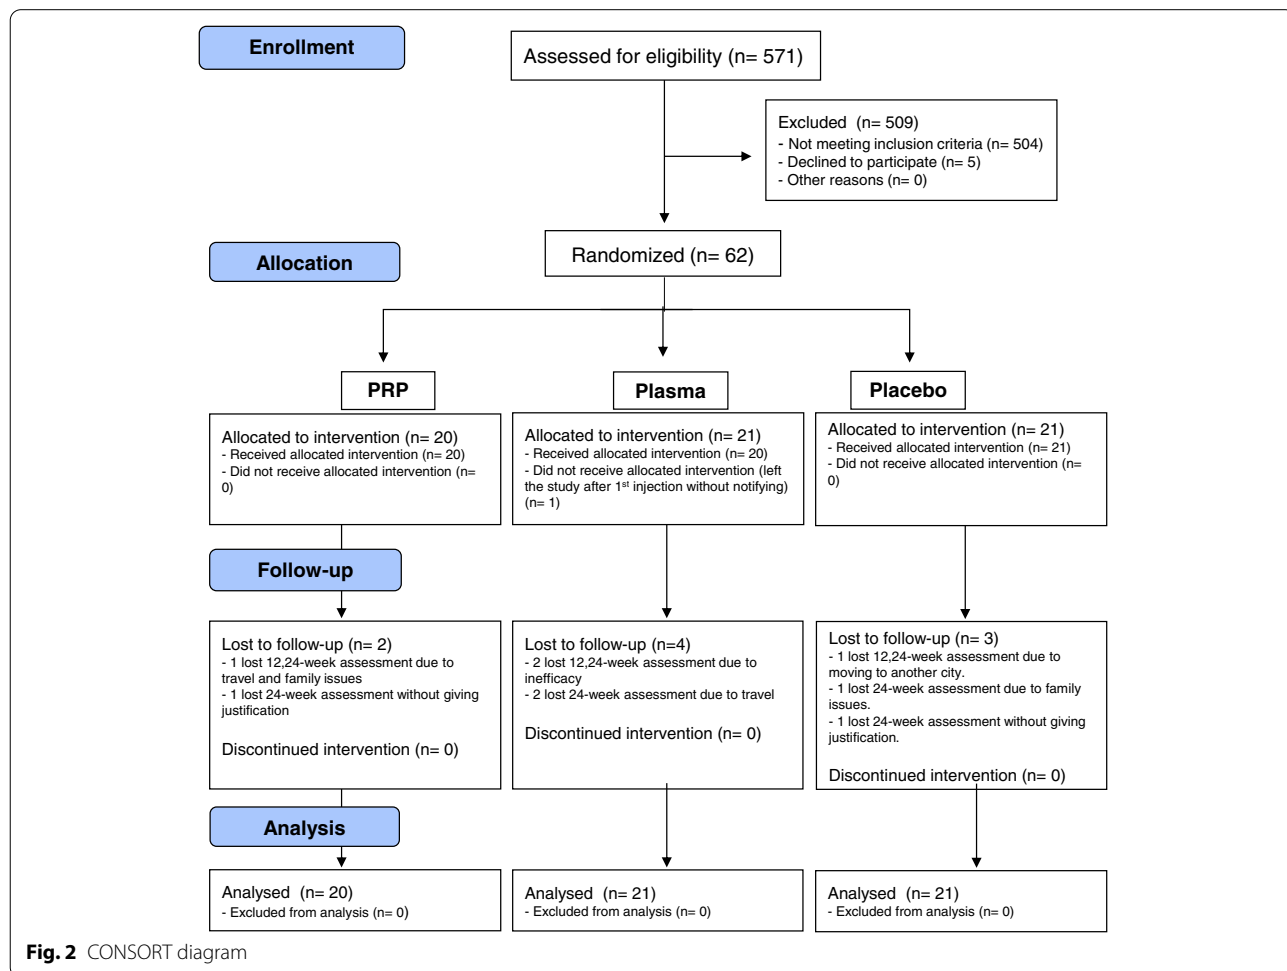 Enrollment
Assessed for eligibility (n= 571)
Excluded (n= 509)
- Not meeting inclusion criteria (n= 504)
- Declined to participate (n= 5)
- Other reasons (n= 0)
Randomized (n= 62)
Allocation
PRP
Plasma
Placebo
Allocated to intervention (n= 20)
- Received allocated intervention (n= 20)
- Did not receive allocated intervention (n=
0)
Allocated to intervention (n= 21)
- Received allocated intervention (n= 20)
- Did not receive allocated intervention (left
the study after 1st injection without notifying)
(n= 1)
Allocated to intervention (n= 21)
- Received allocated intervention (n= 21)
- Did not receive allocated intervention (n=
0)
Follow-up
Lost to follow-up (n= 2)
- 1 lost 12,24-week assessment due to
travel and family issues
- 1 lost 24-week assessment without giving
justification
Discontinued intervention (n= 0)
Lost to follow-up (n=4)
- 2 lost 12,24-week assessment due to
inefficacy
- 2 lost 24-week assessment due to travel
Discontinued intervention (n= 0)
Lost to follow-up (n= 3)
- 1 lost 12,24-week assessment due to
moving to another city.
- 1 lost 24-week assessment due to family
issues.
- 1 lost 24-week assessment without giving
justification.
Discontinued intervention (n= 0)
Analysis
Analysed (n= 20)
- Excluded from analysis (n= 0)
Analysed (n= 21)
- Excluded from analysis (n= 0)
Analysed (n= 21)
- Excluded from analysis (n= 0)
Fig. 2 CONSORT diagram